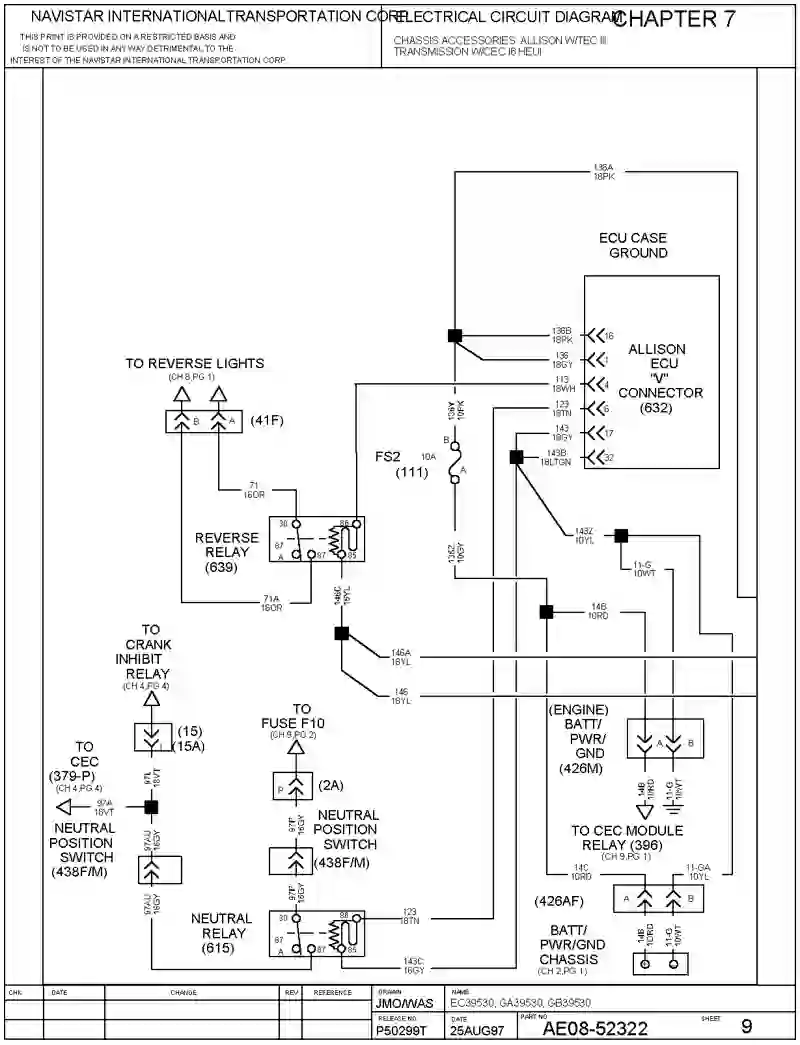 NAVISTAR INTERNATIONAL TRANSPORTATION CORP.
THIS PRINT IS PROVIDED ON A RESTRICTED BASIS AND
IS NOT TO BE USED IN ANY WAY DETRIMENTAL TO THE
INTEREST OF THE NAVISTAR INTERNATIONAL TRANSPORTATION CORP.
ELECTRICAL CIRCUIT DIAGRAM
CHAPTER 7
CHASSIS ACCESSORIES ALLISON W/TEC III
TRANSMISSION W/CEC I6 HEUI
136A
18PK
ECU CASE
GROUND
136B
18PK
16
136
18GY
1
113
18WH
4
123
18TN
6
143
18GY
17
143B
18LTGN
32
ALLISON
ECU
"V"
CONNECTOR
(632)
TO REVERSE LIGHTS
(CH 8,PG 1)
B
A
(41F)
136Y
10PK
FS2
(111)
10A
B
A
71
16OR
REVERSE
RELAY
(639)
30
86
87
A
87
85
71A
16OR
146C
16YL
136Z
10GY
143Z
10YL
11-G
10WT
14B
10RD
146A
16YL
146
16YL
TO
CRANK
INHIBIT
RELAY
(CH 4,PG 4)
(15)
(15A)
97L
18VT
TO
CEC
(379-P)
(CH 4,PG 4)
97A
18VT
NEUTRAL
POSITION
SWITCH
(438F/M)
97AU
16GY
97AU
16GY
TO
FUSE F10
(CH 9,PG 2)
P
(2A)
97P
16GY
NEUTRAL
POSITION
SWITCH
(438F/M)
97P
16GY
NEUTRAL
RELAY
(615)
30
86
87
A
87
85
123
18TN
143C
16GY
(ENGINE)
BATT/
PWR/
GND
(426M)
A
B
14B
10RD
11-G
10WT
TO CEC MODULE
RELAY (396)
(CH 9,PG 1)
14C
10RD
11-GA
10YL
(426AF)
A
B
BATT/
PWR/GND
CHASSIS
(CH 2,PG 1)
14B
10RD
11-G
10WT
CHK
DATE
CHANGE
REV
REFERENCE
DRAWN
JMO/WAS
NAME
EC39530, GA39530, GB39530
RELEASE NO.
P50299T
DATE
25AUG97
PART NO.
AE08-52322
SHEET
9